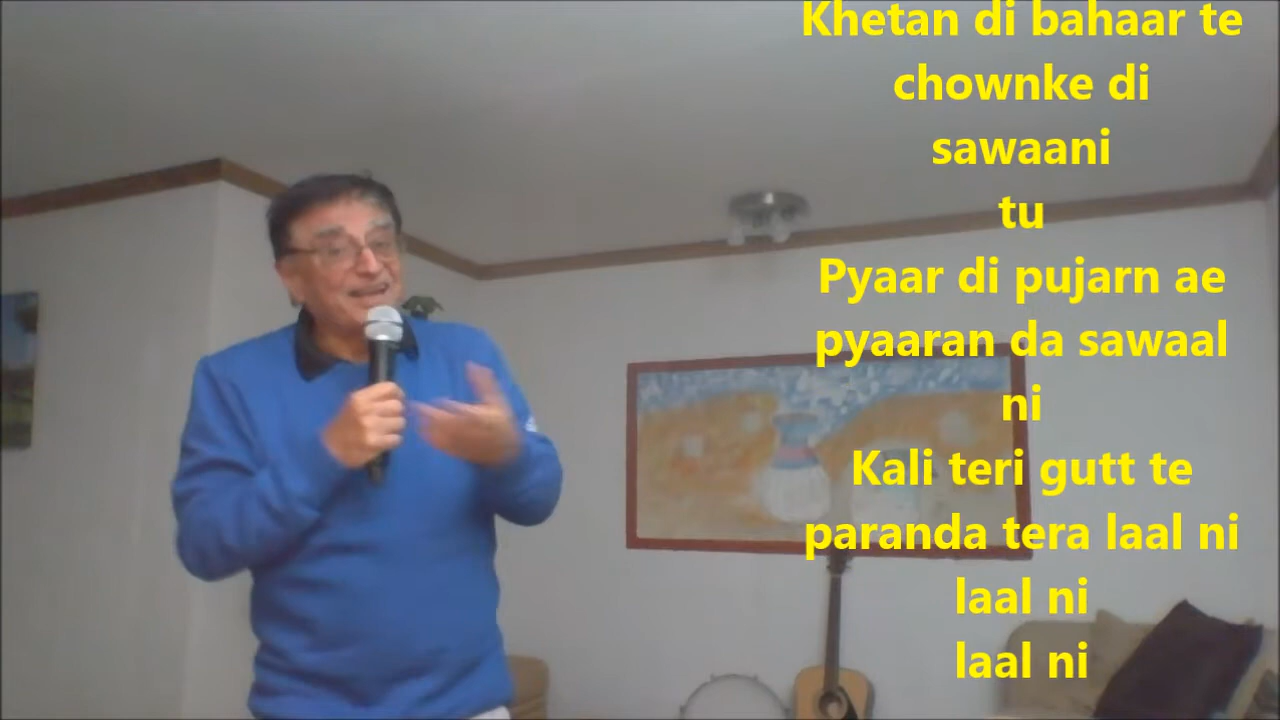 Khetan di bahaar te
chownke di
sawaani
tu
Pyaar di pujarn ae
pyaaran da sawaal
ni
Kali teri gutt te
paranda tera laal ni
laal ni
laal ni